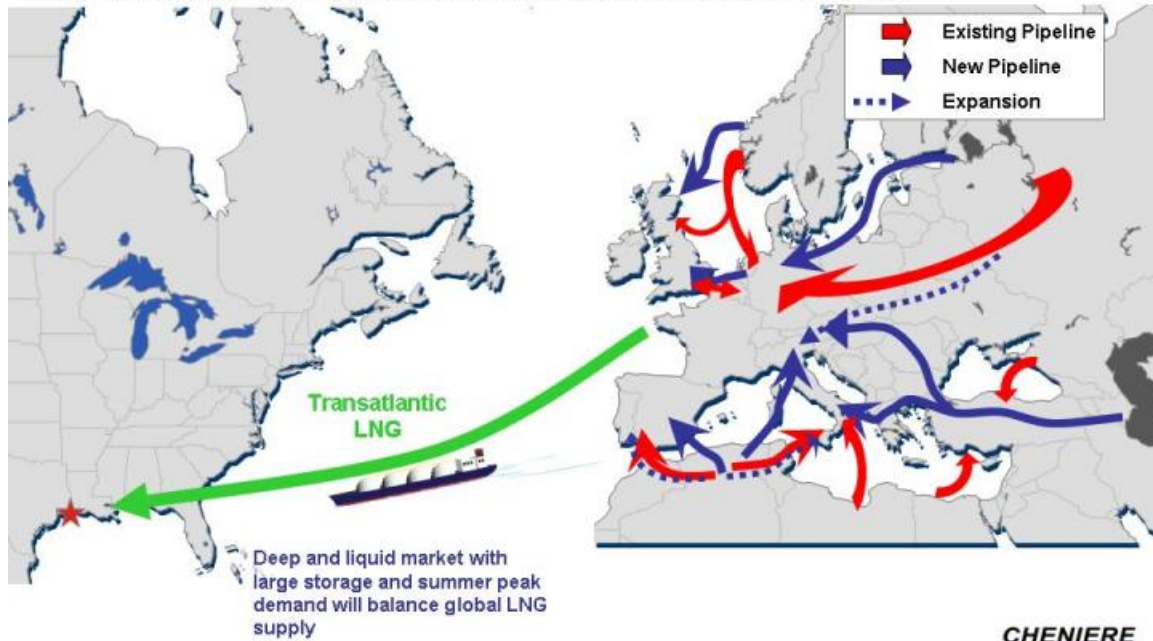 Existing Pipeline
New Pipeline
Expansion
Transatlantic
LNG
Deep and liquid market with
large storage and summer peak
demand will balance global LNG
supply
CHENIERE